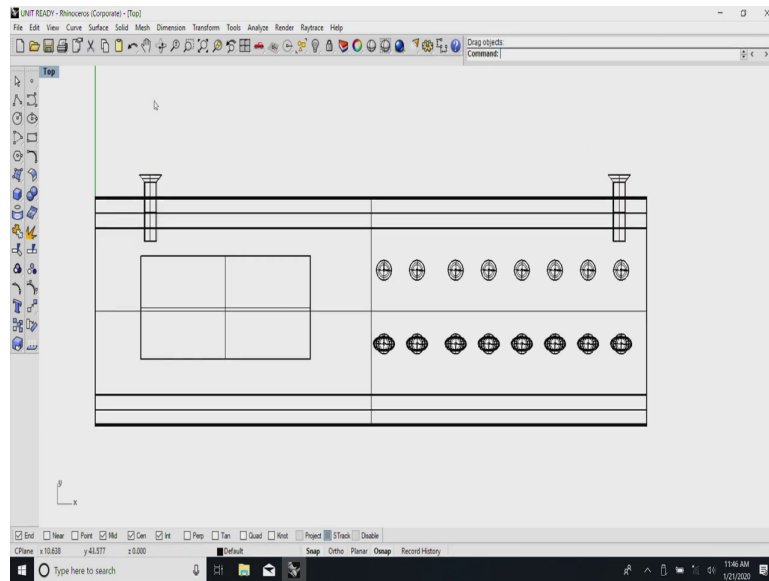 UNIT READY - Rhinoceros (Corporate) - [Top]
File Edit View Curve Surface Solid Mesh Dimension Transform Tools Analyze Render Raytrace Help
Drag objects:
Command:
Top
y
x
End Near Point Mid Cen Int Perp Tan Quad Knot Project STrack Disable
CPlane x 10.638 y 43.577 z 0.000 Default Snap Ortho Planar Osnap Record History
Type here to search
11:46 AM
1/21/2020